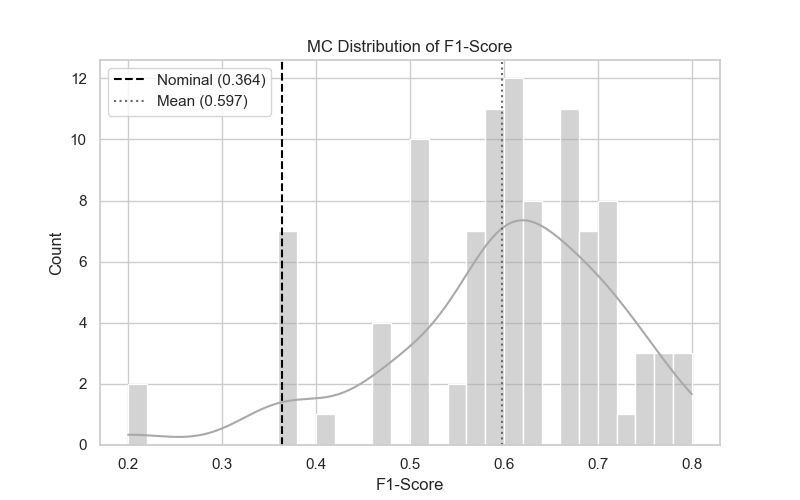 MC Distribution of F1-Score
Nominal (0.364)
Mean (0.597)
12
10
8
6
4
2
0
Count
0.2 0.3 0.4 0.5 0.6 0.7 0.8
F1-Score